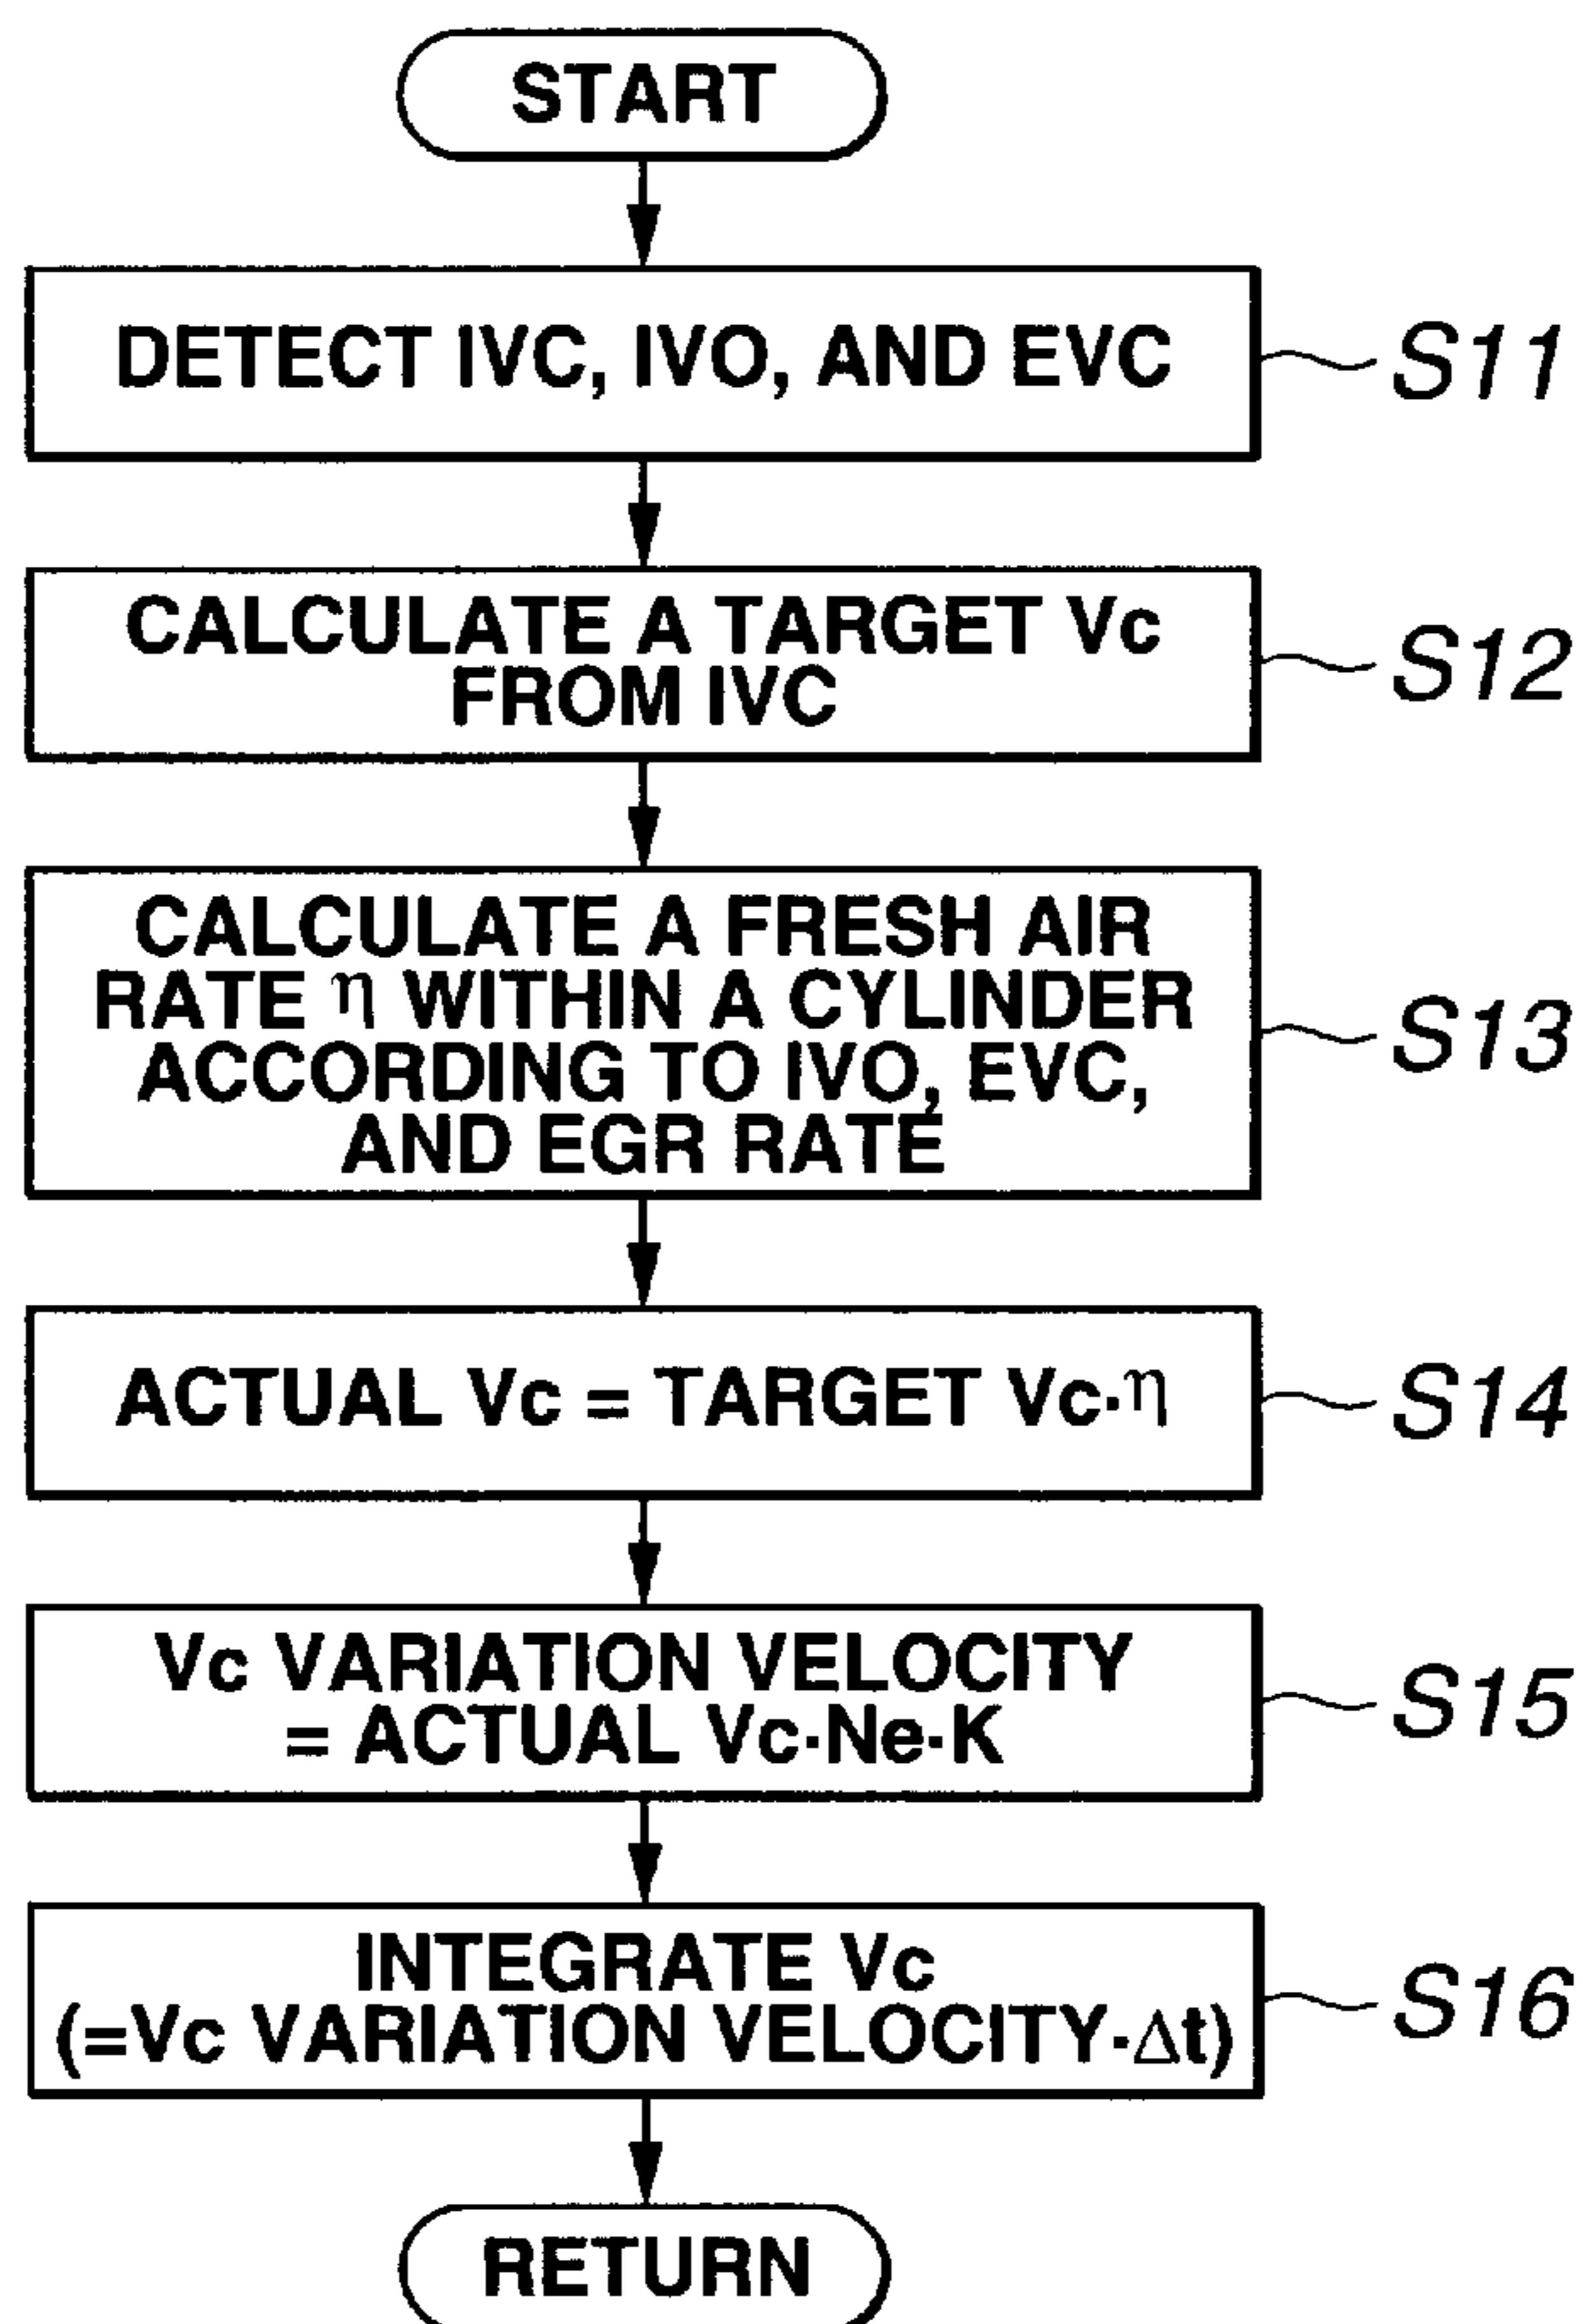 START
DETECT IVC, IVO, AND EVC
S11
CALCULATE A TARGET Vc
FROM IVC
S12
CALCULATE A FRESH AIR
RATE η WITHIN A CYLINDER
ACCORDING TO IVO, EVC,
AND EGR RATE
S13
ACTUAL Vc = TARGET Vc·η
S14
Vc VARIATION VELOCITY
= ACTUAL Vc·Ne·K
S15
INTEGRATE Vc
(=Vc VARIATION VELOCITY·Δt)
S16
RETURN